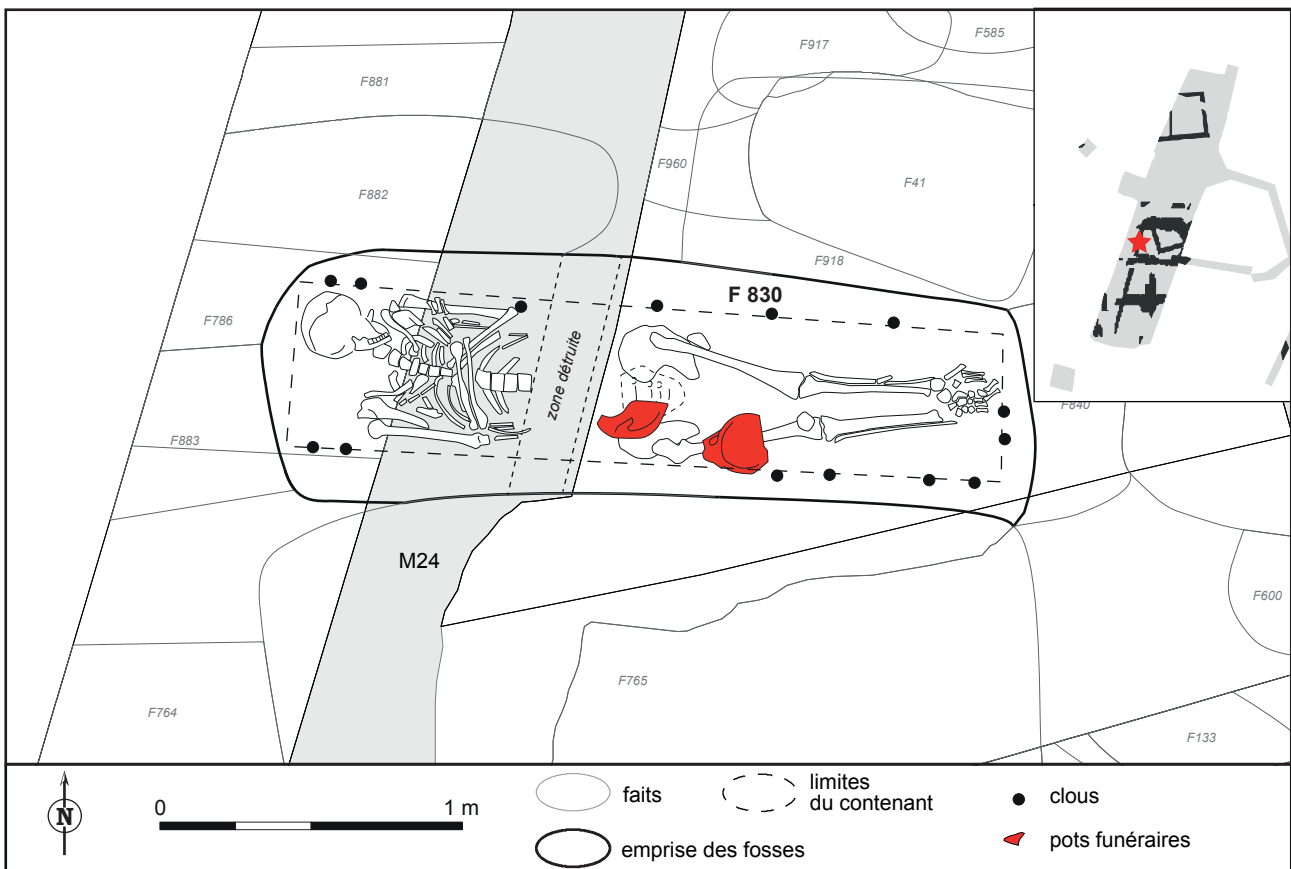 F585
F917
F881
F960
F41
F882
F918
F 830
F786
zone détruite
F840
F883
M24
F600
F765
F764
F133
N
0
1 m
faits
limites
du contenant
clous
emprise des fosses
pots funéraires